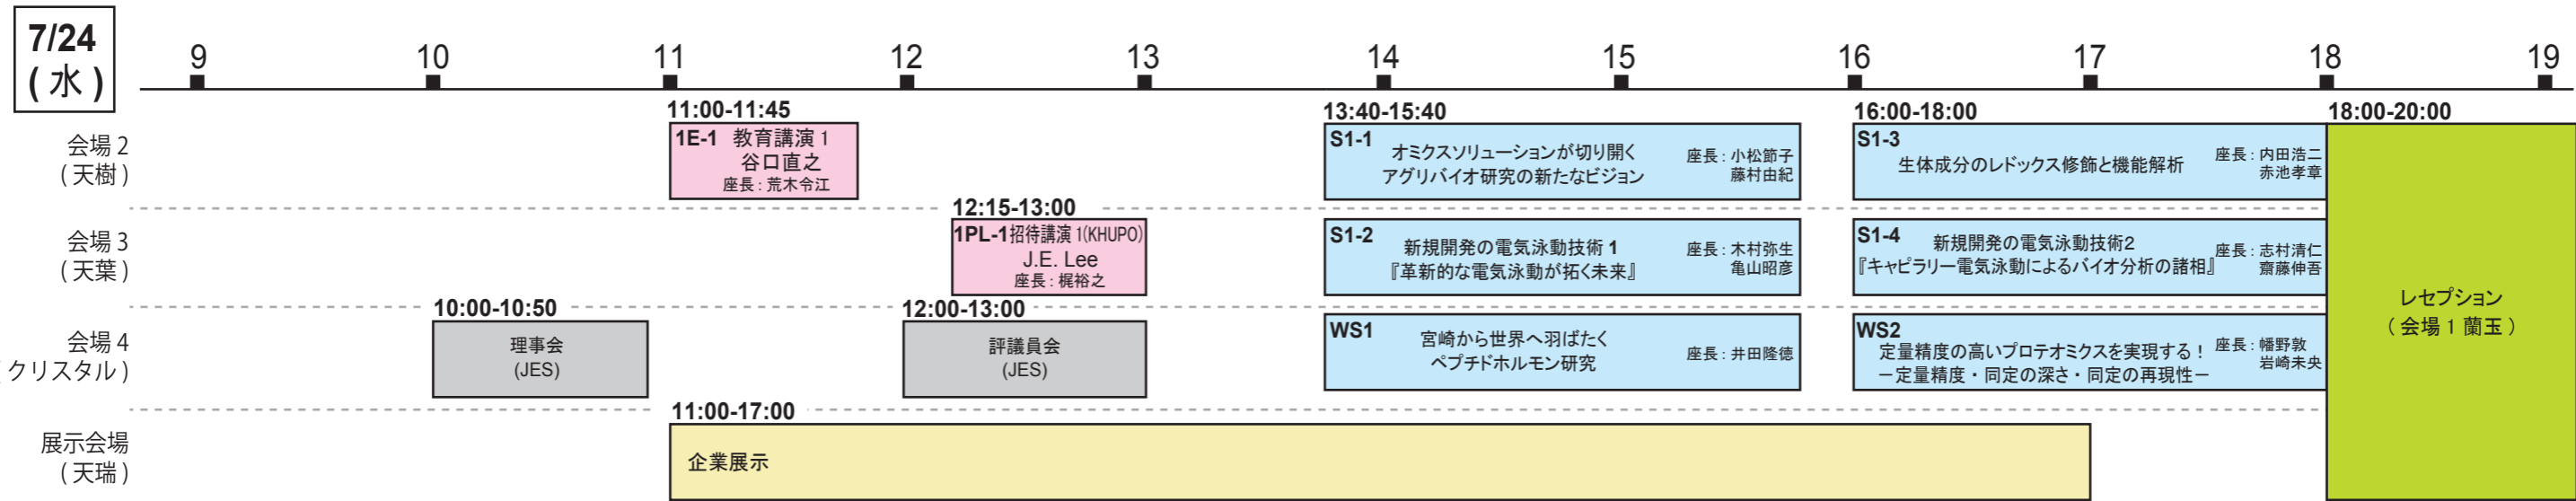 7/24
(水)
9 10 11 12 13 14 15 16 17 18 19
会場 2
(天樹)
11:00-11:45
1E-1 教育講演 1
谷口直之
座長:荒木令江
13:40-15:40
S1-1
オミクスソリューションが切り開く
アグリバイオ研究の新たなビジョン
座長:小松節子
藤村由紀
16:00-18:00
S1-3
生体成分のレドックス修飾と機能解析
座長:内田浩二
赤池孝章
18:00-20:00
レセプション
(会場 1 蘭玉)
会場 3
(天葉)
12:15-13:00
1PL-1招待講演 1(KHUPO)
J.E. Lee
座長:梶裕之
S1-2
新規開発の電気泳動技術 1
『革新的な電気泳動が拓く未来』
座長:木村弥生
亀山昭彦
S1-4
新規開発の電気泳動技術2
『キャピラリー電気泳動によるバイオ分析の諸相』
座長:志村清仁
齋藤伸吾
会場 4
(クリスタル)
10:00-10:50
理事会
(JES)
12:00-13:00
評議員会
(JES)
WS1
宮崎から世界へ羽ばたく
ペプチドホルモン研究
座長:井田隆徳
WS2
定量精度の高いプロテオミクスを実現する!
-定量精度・同定の深さ・同定の再現性-
座長:幡野敦
岩崎未央
展示会場
(天瑞)
11:00-17:00
企業展示